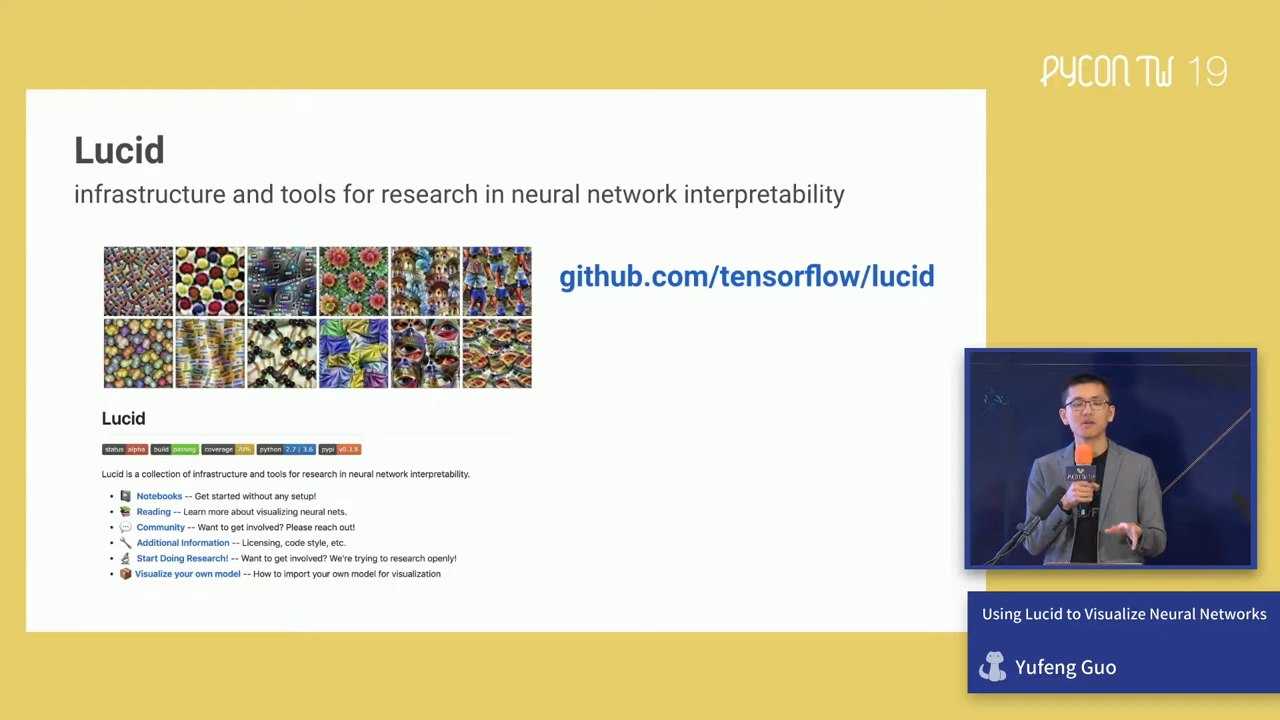 PYCON TW 19
Lucid
infrastructure and tools for research in neural network interpretability
github.com/tensorflow/lucid
Lucid
status alpha build passing coverage 70% python 2.7 | 3.6 pypi v0.3.8
Lucid is a collection of infrastructure and tools for research in neural network interpretability.
Notebooks -- Get started without any setup!
Reading -- Learn more about visualizing neural nets.
Community -- Want to get involved? Please reach out!
Additional Information -- Licensing, code style, etc.
Start Doing Research! -- Want to get involved? We're trying to research openly!
Visualize your own model -- How to import your own model for visualization
Using Lucid to Visualize Neural Networks
Yufeng Guo